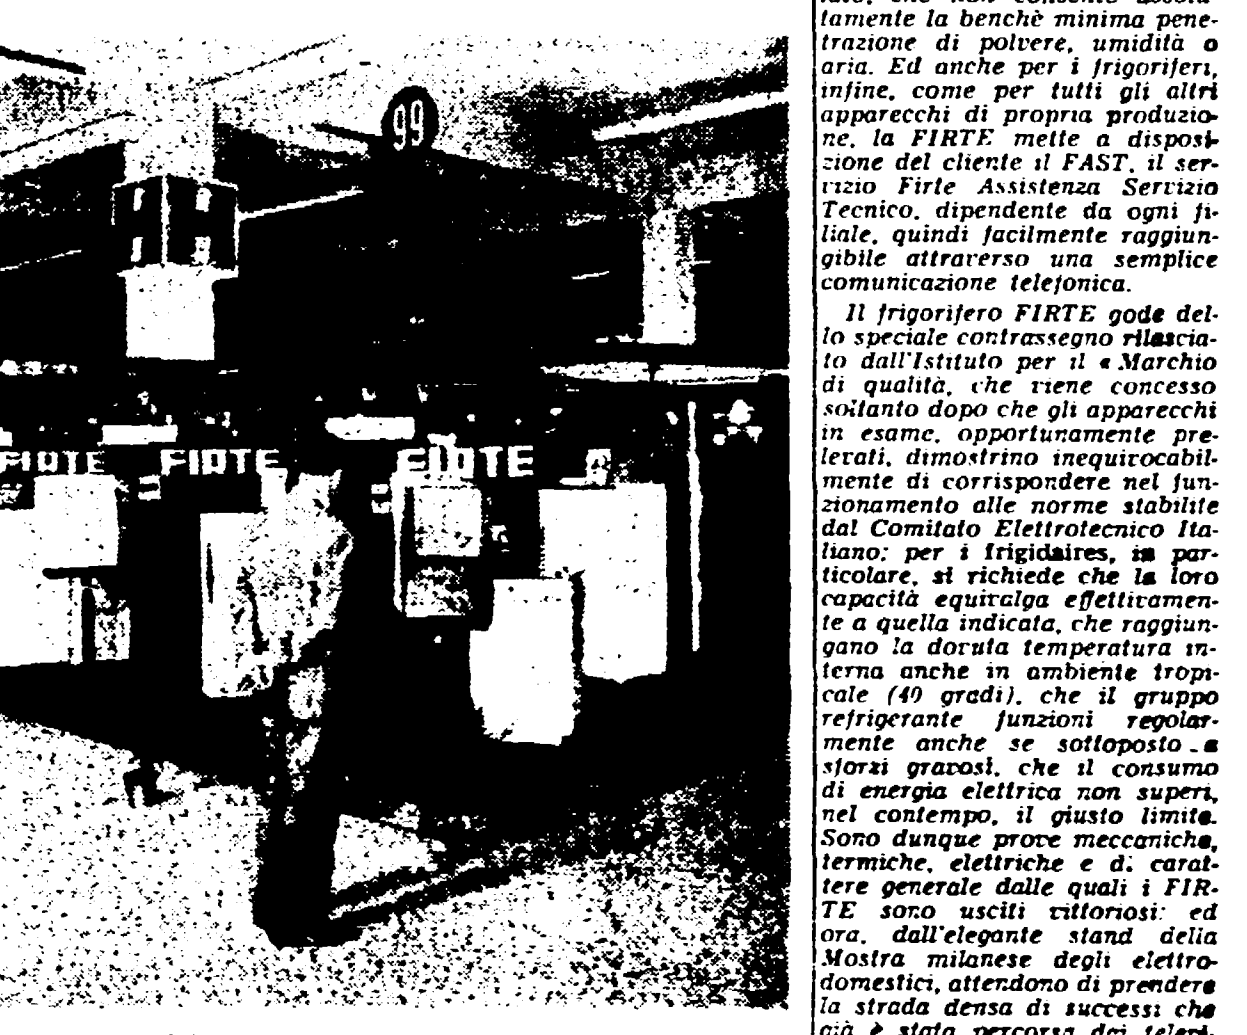 99
FIRTE FIRTE FIRTE
tamente la benchè minima pene-
trazione di polvere, umidità o
aria. Ed anche per i frigoriferi,
infine, come per tutti gli altri
apparecchi di propria produzio-
ne, la FIRTE mette a disposi-
zione del cliente il FAST, il ser-
vizio Firte Assistenza Servizio
Tecnico, dipendente da ogni fi-
liale, quindi facilmente raggiun-
gibile attraverso una semplice
comunicazione telefonica.
Il frigorifero FIRTE gode del-
lo speciale contrassegno rilascia-
to dall'Istituto per il « Marchio
di qualità, che viene concesso
soltanto dopo che gli apparecchi
in esame, opportunamente pre-
levati, dimostrino inequivocabil-
mente di corrispondere nel fun-
zionamento alle norme stabilite
dal Comitato Elettrotecnico Ita-
liano: per i frigidaires, in par-
ticolare, si richiede che la loro
capacità equivalga effettivamen-
te a quella indicata, che raggiun-
gano la dovuta temperatura in-
terna anche in ambiente tropi-
cale (40 gradi), che il gruppo
refrigerante funzioni regolar-
mente anche se sottoposto a
sforzi gravosi, che il consumo
di energia elettrica non superi,
nel contempo, il giusto limite.
Sono dunque prove meccaniche,
termiche, elettriche e di carat-
tere generale dalle quali i FIR-
TE sono usciti vittoriosi: ed
ora, dall'elegante stand della
Mostra milanese degli elettro-
domestici, attendono di prendere
la strada densa di successi che
già è stata percorsa dai